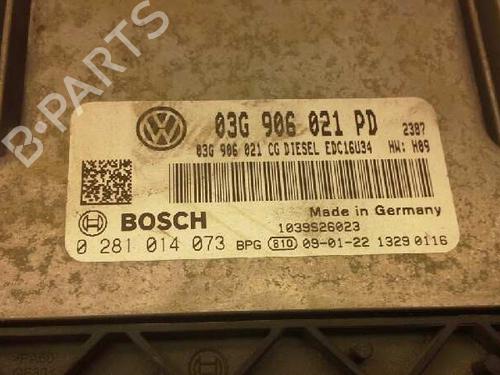 B-PARTS
03G 906 021 PD 2387
03G 906 021 CG DIESEL EDC16U34 HW: H09
BOSCH
Made in Germany
1039S26023
0 281 014 073 BPG 810 09-01-22 1329 0116